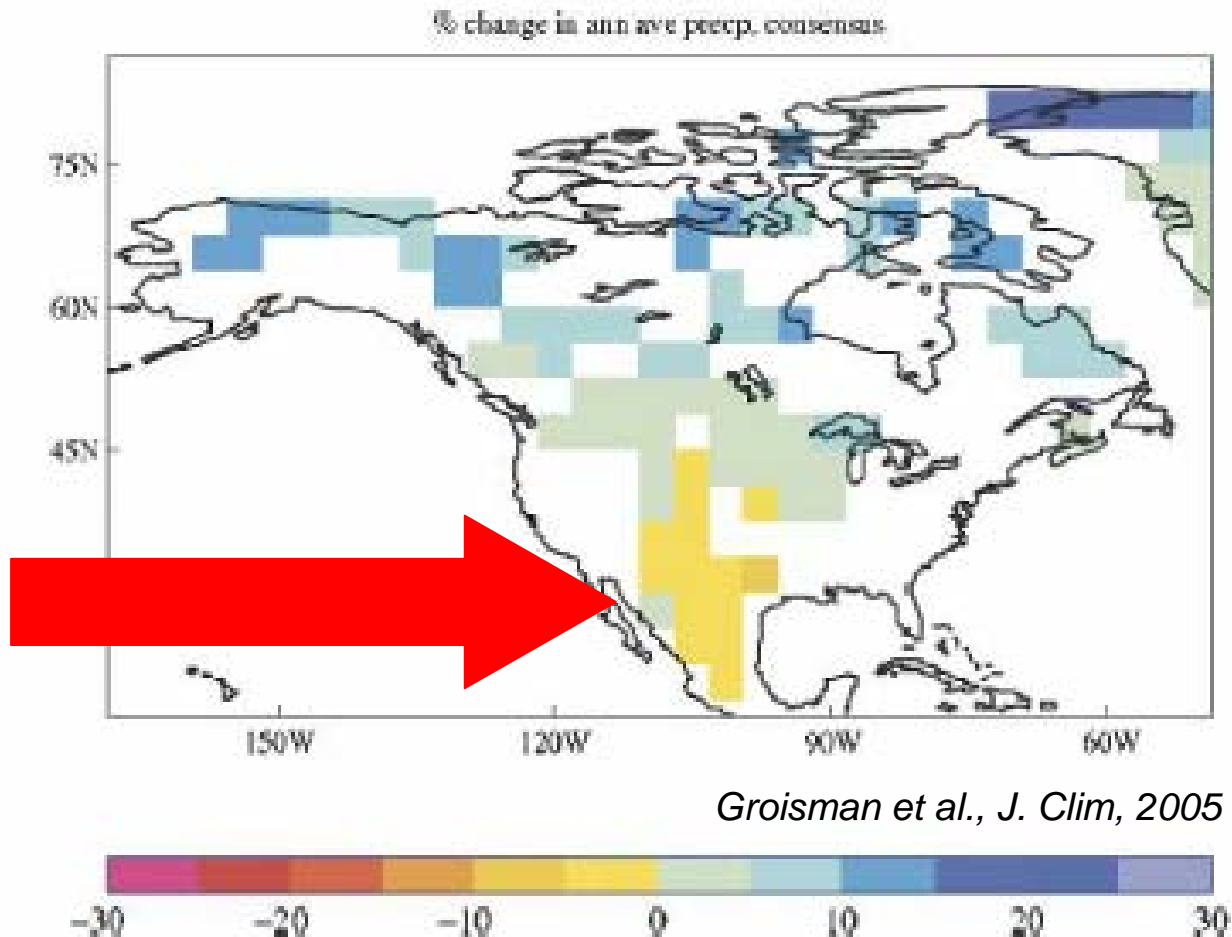 % change in ann ave precp, consensus
75N
60N
45N
150W
120W
90W
60W
Groisman et al., J. Clim, 2005
−30
−20
−10
0
10
20
30